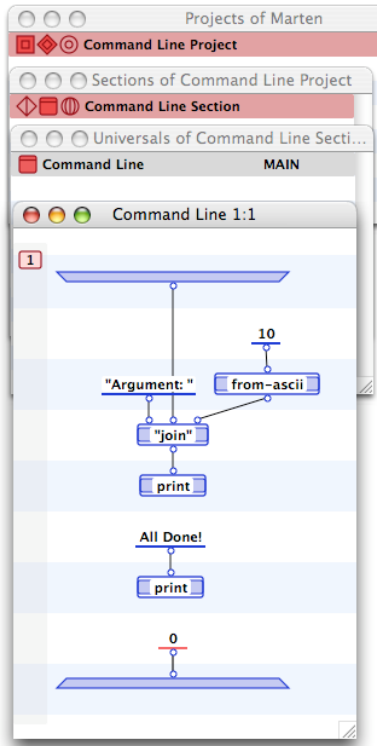 Projects of Marten
Command Line Project
Sections of Command Line Project
Command Line Section
Universals of Command Line Secti...
Command Line MAIN
Command Line 1:1
1
10
"Argument: " from-ascii
"join"
print
All Done!
print
0